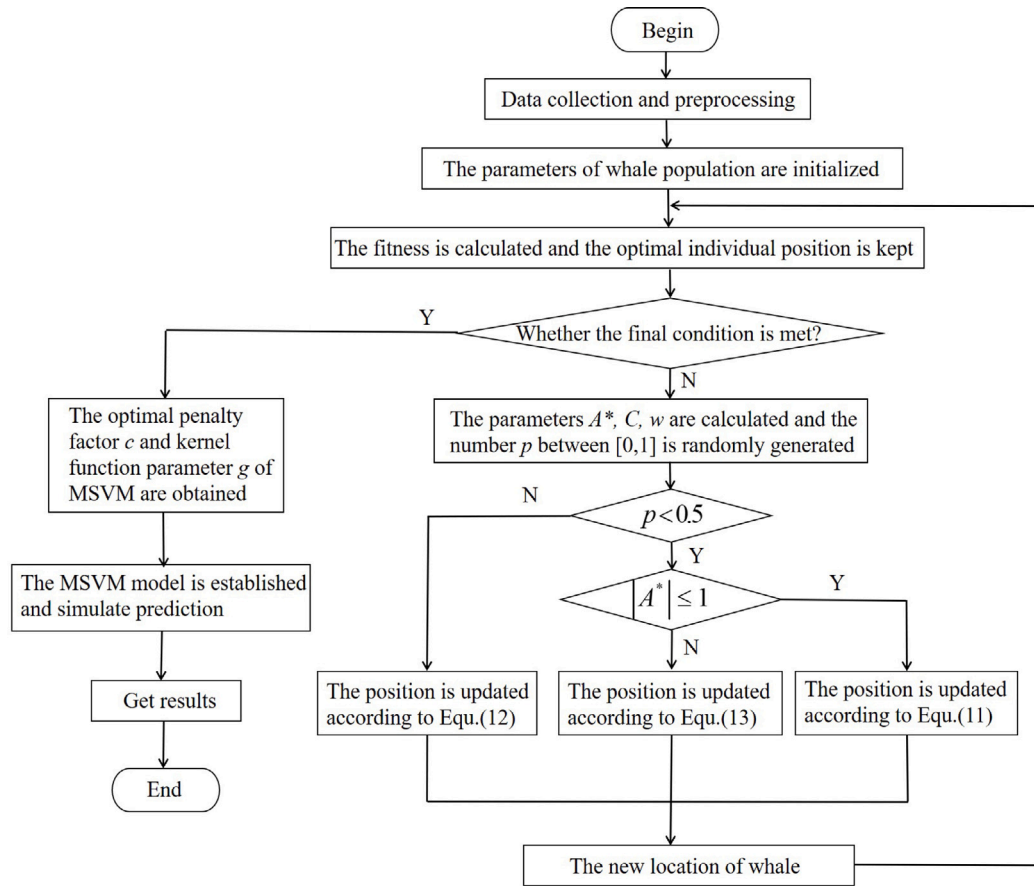 Begin
Data collection and preprocessing
The parameters of whale population are initialized
The fitness is calculated and the optimal individual position is kept
Y
Whether the final condition is met?
N
The optimal penalty
factor c and kernel
function parameter g of
MSVM are obtained
The parameters A*, C, w are calculated and the
number p between [0,1] is randomly generated
N
p<0.5
Y
The MSVM model is established
and simulate prediction
|A*| ≤ 1
Y
N
Get results
The position is updated
according to Equ.(12)
The position is updated
according to Equ.(13)
The position is updated
according to Equ.(11)
End
The new location of whale